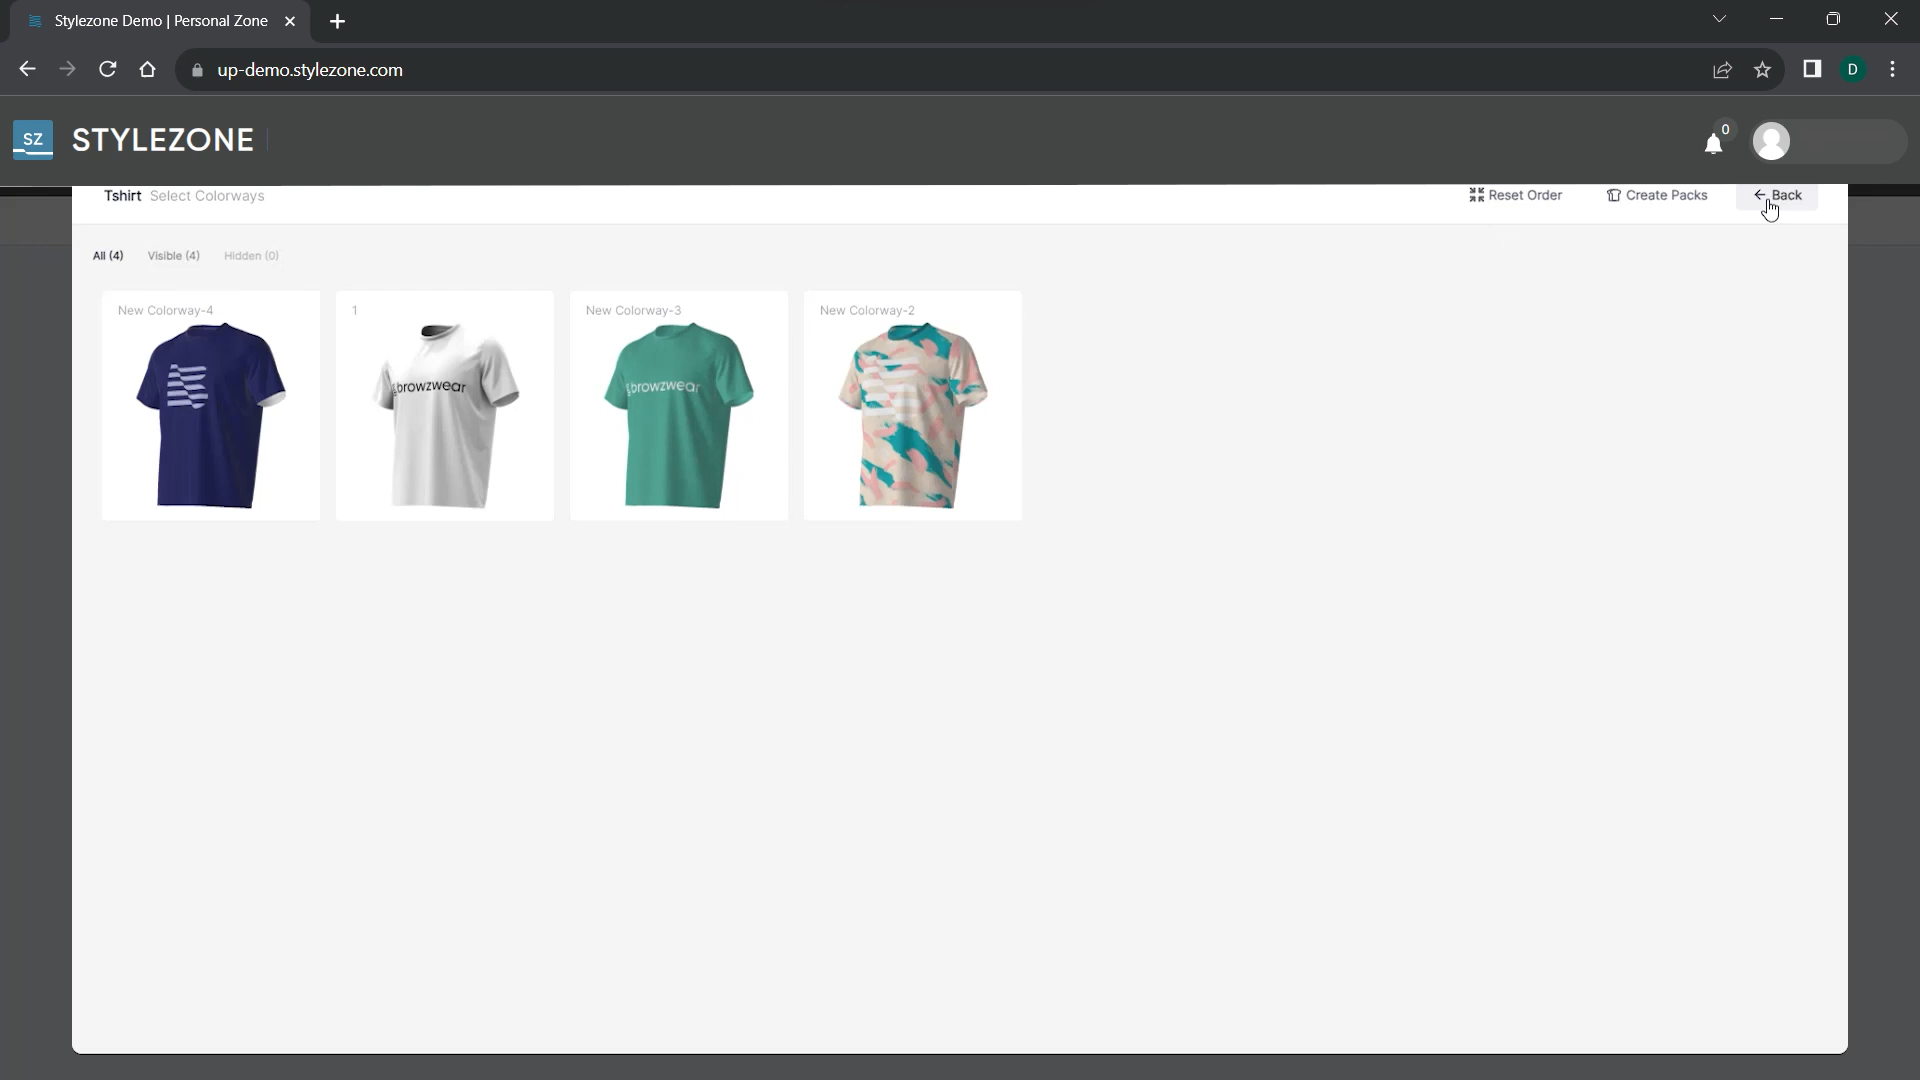 Stylezone Demo | Personal Zone
up-demo.stylezone.com
D
SZ STYLEZONE
0
Tshirt Select Colorways
Reset Order
Create Packs
Back
All (4)
Visible (4)
Hidden (0)
New Colorway-4
1
New Colorway-3
New Colorway-2
browzwear
browzwear